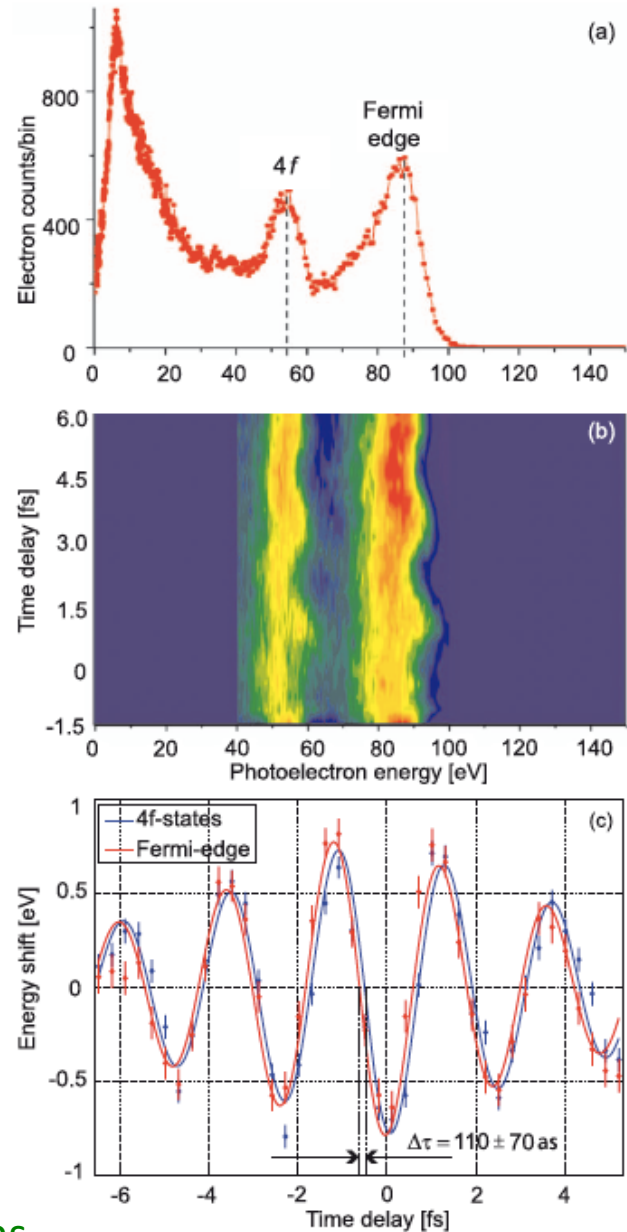 (a)
800
400
0
Electron counts/bin
4f
Fermi
edge
0 20 40 60 80 100 120 140
(b)
6.0
4.5
3.0
1.5
0
-1.5
Time delay [fs]
0 20 40 60 80 100 120 140
Photoelectron energy [eV]
(c)
4f-states
Fermi-edge
1
0.5
0
-0.5
-1
Energy shift [eV]
Δτ = 110 ± 70 as
-6 -4 -2 0 2 4
Time delay [fs]